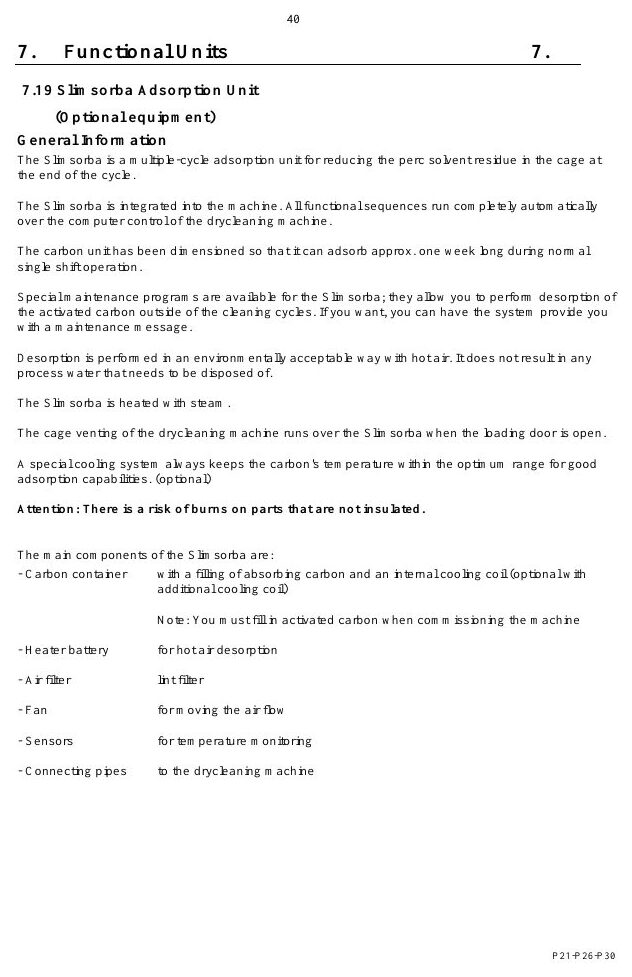 40
7. Functional Units 7.
7.19 Slimsorba Adsorption Unit
(Optional equipment)
General Information
The Slimsorba is a multiple-cycle adsorption unit for reducing the perc solvent residue in the cage at
the end of the cycle.
The Slimsorba is integrated into the machine. All functional sequences run completely automatically
over the computer control of the drycleaning machine.
The carbon unit has been dimensioned so that it can adsorb approx. one week long during normal
single shift operation.
Special maintenance programs are available for the Slimsorba; they allow you to perform desorption of
the activated carbon outside of the cleaning cycles. If you want, you can have the system provide you
with a maintenance message.
Desorption is performed in an environmentally acceptable way with hot air. It does not result in any
process water that needs to be disposed of.
The Slimsorba is heated with steam.
The cage venting of the drycleaning machine runs over the Slimsorba when the loading door is open.
A special cooling system always keeps the carbon's temperature within the optimum range for good
adsorption capabilities. (optional)
Attention: There is a risk of burns on parts that are not insulated.
The main components of the Slimsorba are:
- Carbon container with a filling of absorbing carbon and an internal cooling coil (optional with
additional cooling coil)
Note: You must fill in activated carbon when commissioning the machine
- Heater battery for hot air desorption
- Air filter lint filter
- Fan for moving the air flow
- Sensors for temperature monitoring
- Connecting pipes to the drycleaning machine
P21-P26-P30